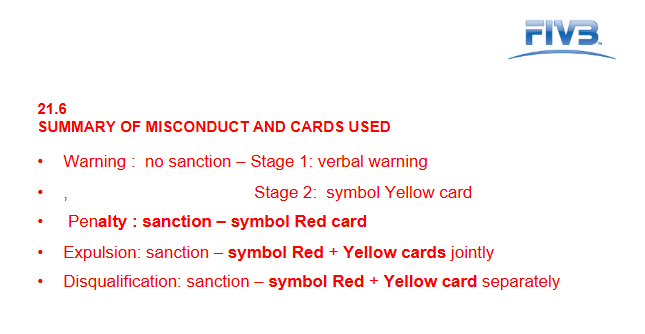 FIVB
21.6
SUMMARY OF MISCONDUCT AND CARDS USED
• Warning : no sanction – Stage 1: verbal warning
• , Stage 2: symbol Yellow card
• Penalty : sanction – symbol Red card
• Expulsion: sanction – symbol Red + Yellow cards jointly
• Disqualification: sanction – symbol Red + Yellow card separately